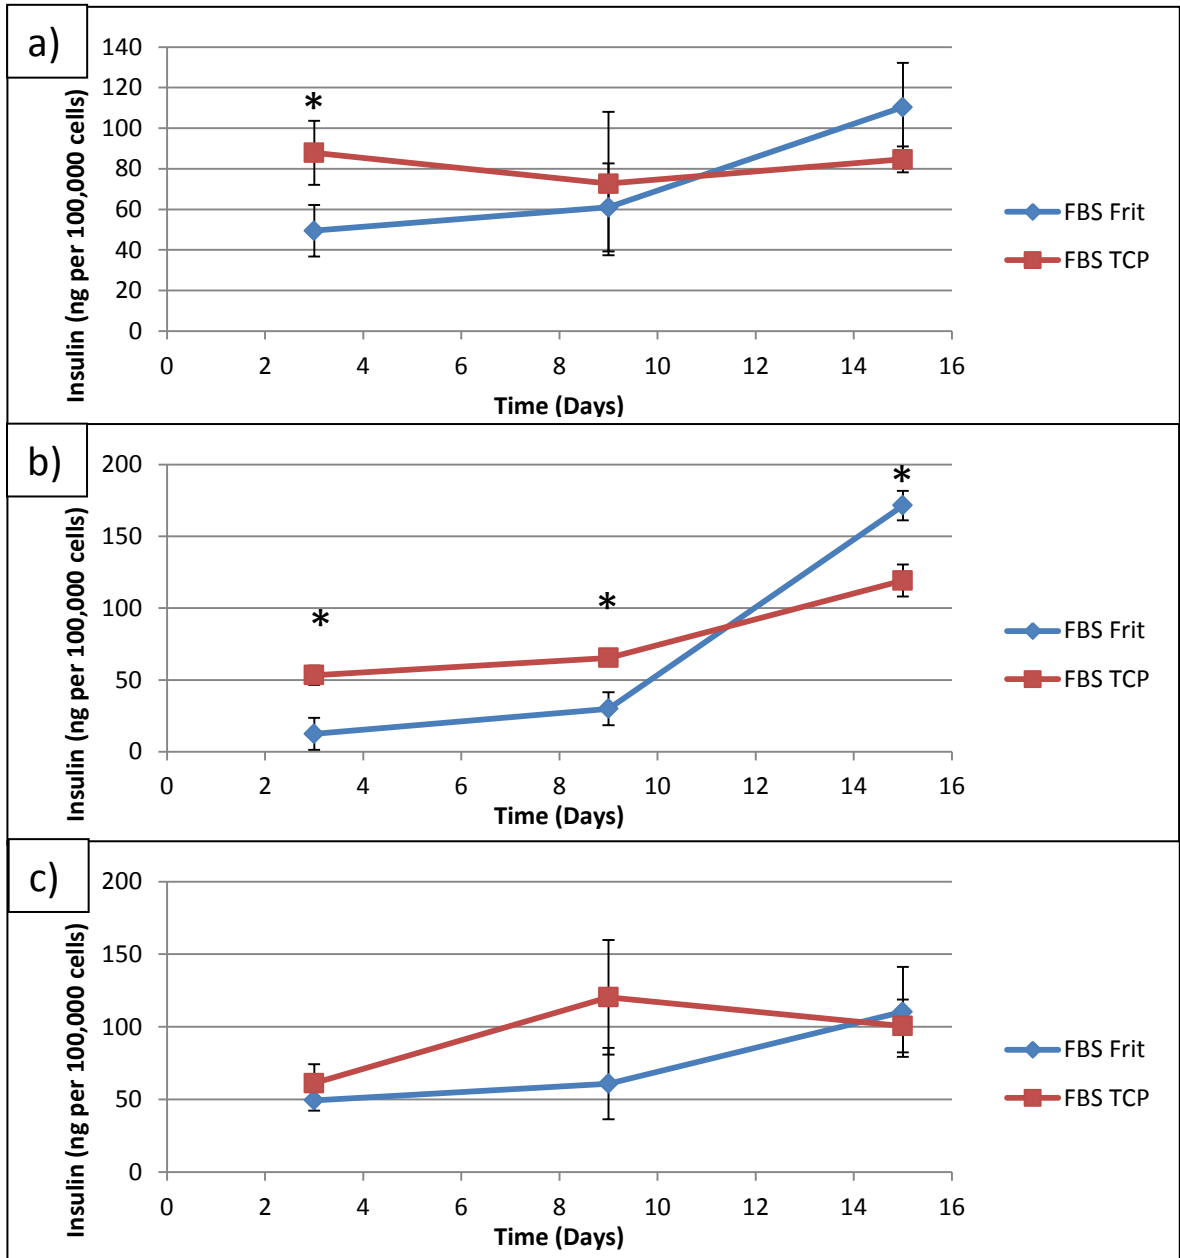 a)
Insulin (ng per 100,000 cells)
140
120
100
80
60
40
20
0
*
0 2 4 6 8 10 12 14 16
Time (Days)
FBS Frit
FBS TCP
b)
Insulin (ng per 100,000 cells)
200
150
100
50
0
* * *
0 2 4 6 8 10 12 14 16
Time (Days)
FBS Frit
FBS TCP
c)
Insulin (ng per 100,000 cells)
200
150
100
50
0
0 2 4 6 8 10 12 14 16
Time (Days)
FBS Frit
FBS TCP